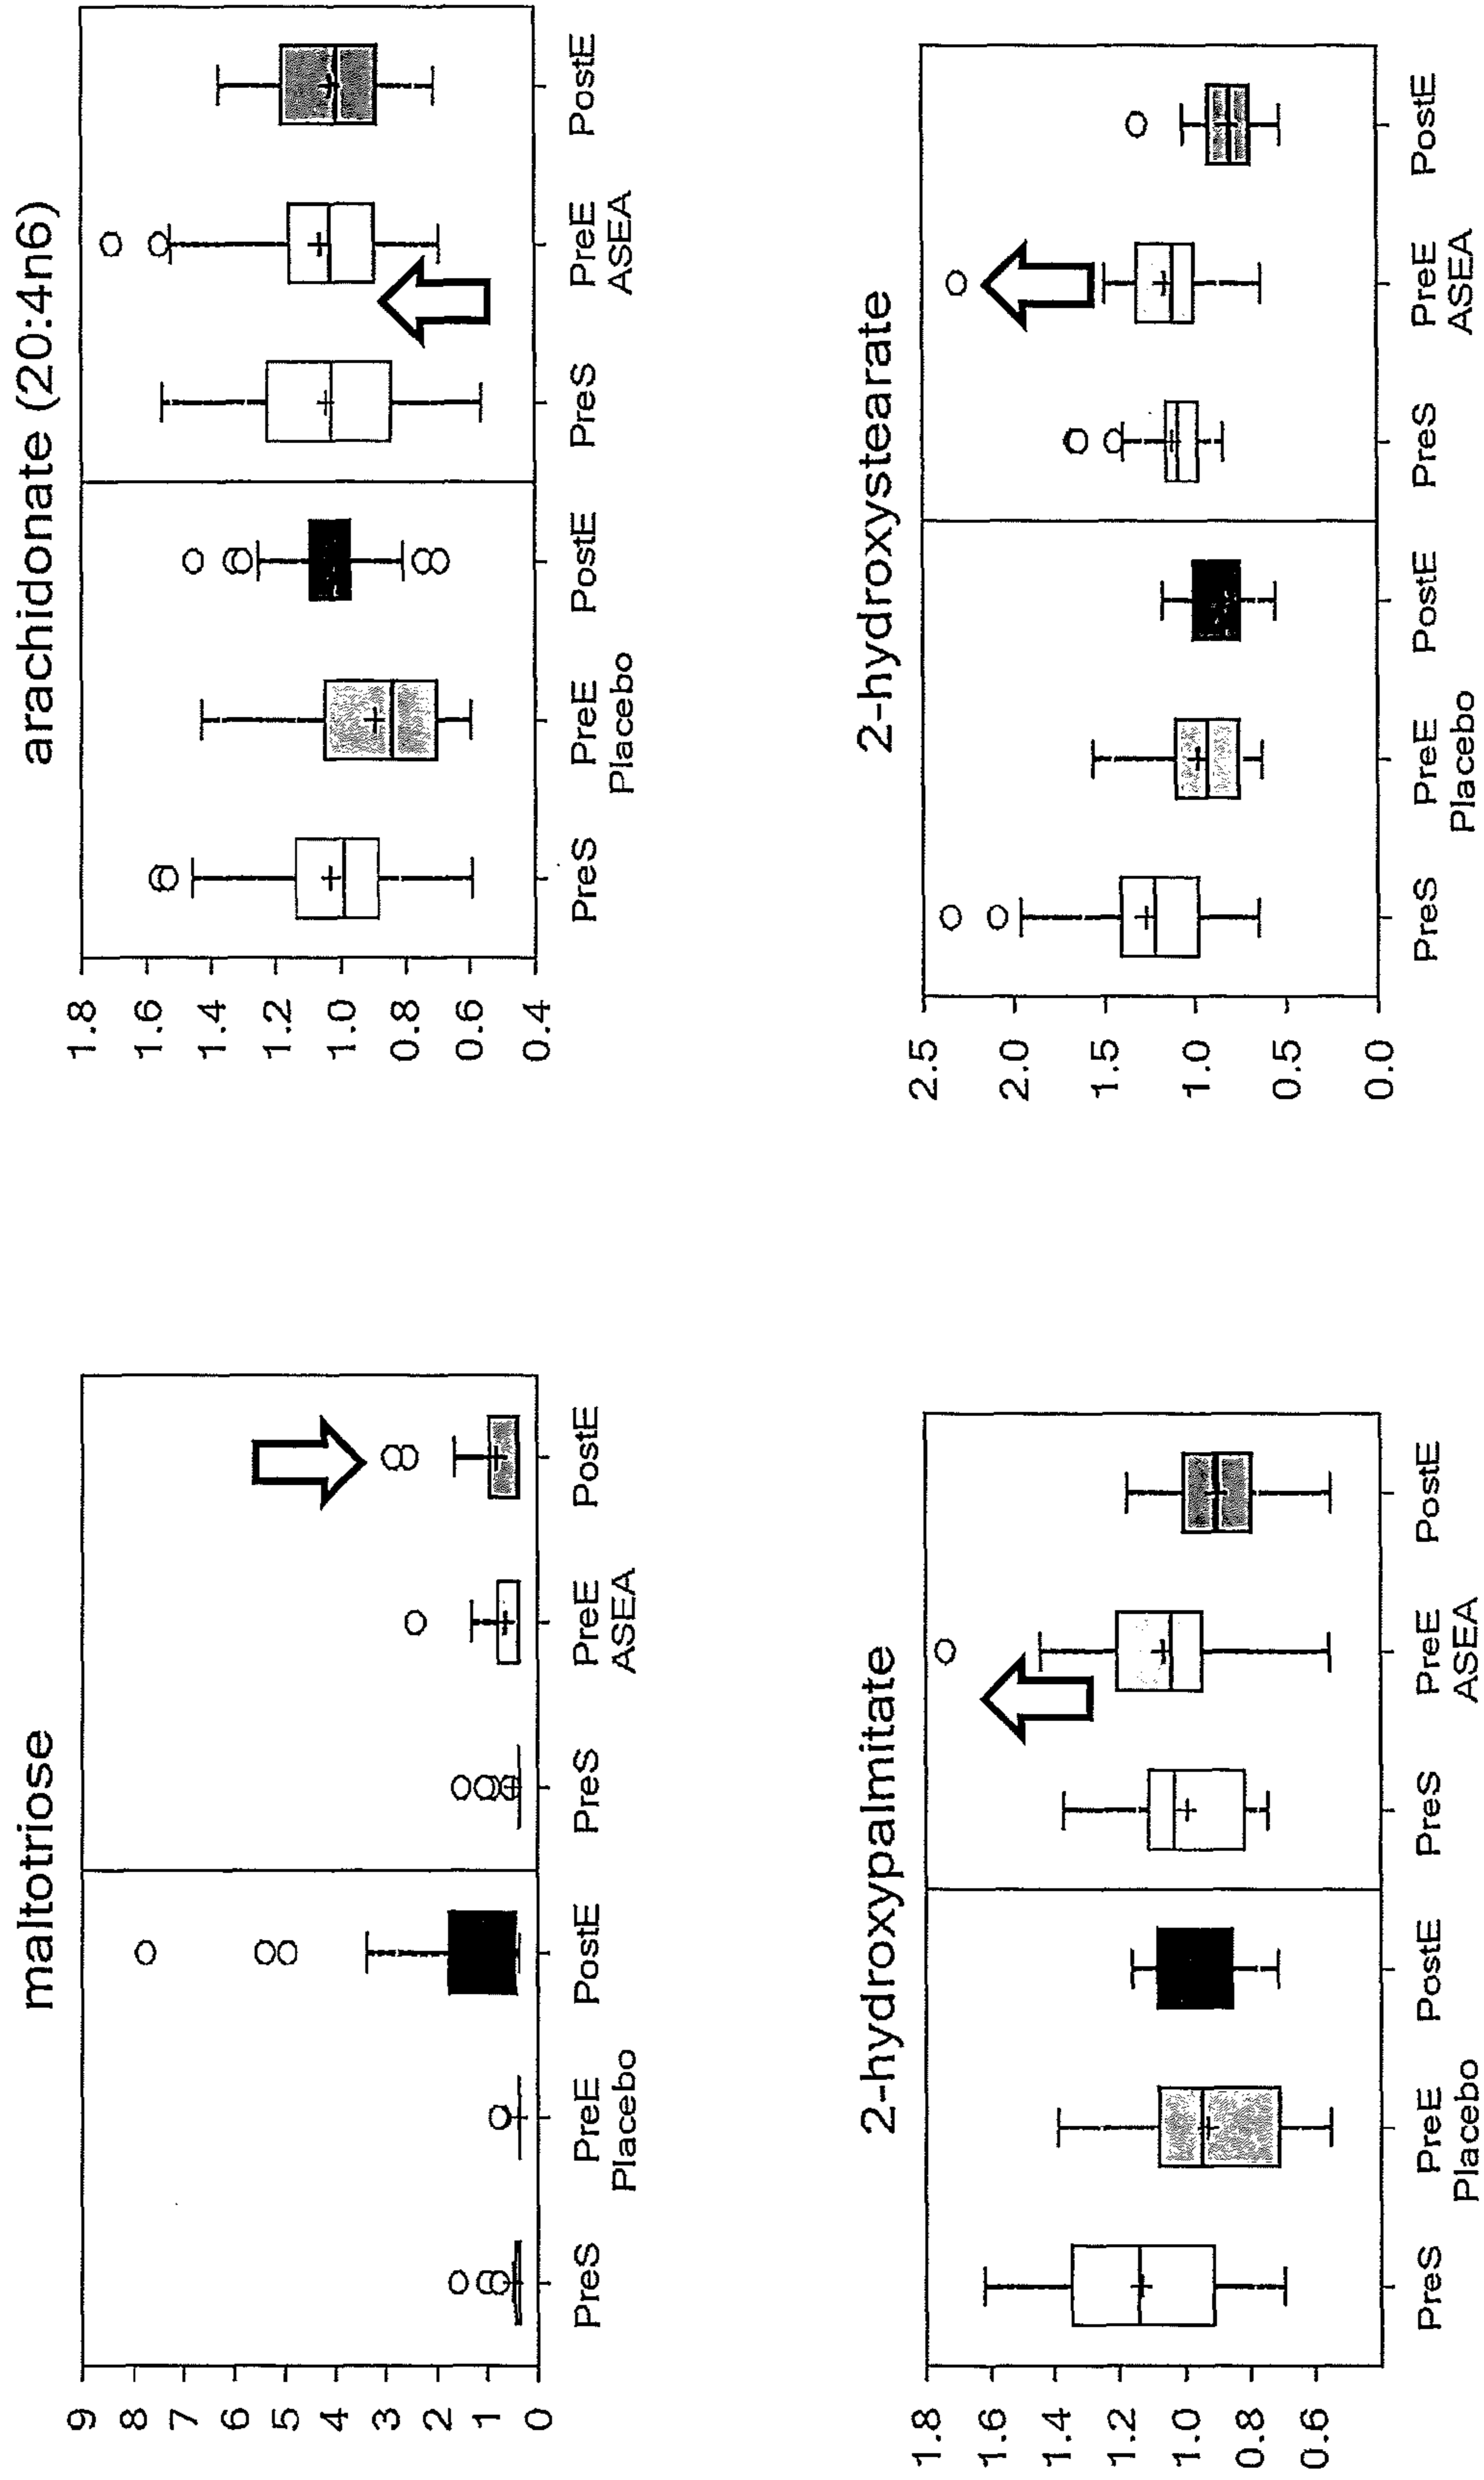 maltotriose
9
8
7
6
5
4
3
2
1
0
PreS PreE PostE PreS PreE PostE
Placebo ASEA
arachidonate (20:4n6)
1.8
1.6
1.4
1.2
1.0
0.8
0.6
0.4
PreS PreE PostE PreS PreE PostE
Placebo ASEA
2-hydroxypalmitate
1.8
1.6
1.4
1.2
1.0
0.8
0.6
PreS PreE PostE PreS PreE PostE
Placebo ASEA
2-hydroxystearate
2.5
2.0
1.5
1.0
0.5
0.0
PreS PreE PostE PreS PreE PostE
Placebo ASEA